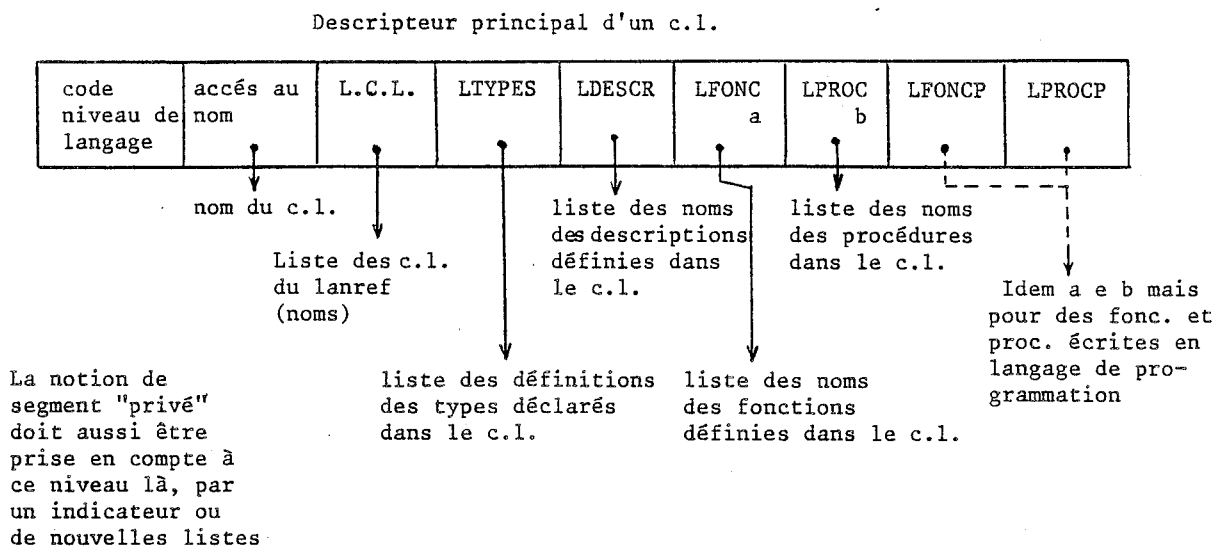 Descripteur principal d'un c.l.
code
niveau de
langage
accés au
nom
L.C.L.
LTYPES
LDESCR
LFONC
a
LPROC
b
LFONCP
LPROCP
nom du c.l.
Liste des c.l.
du lanref
(noms)
liste des noms
des descriptions
définies dans
le c.l.
liste des noms
des procédures
dans le c.l.
Idem a e b mais
pour des fonc. et
proc. écrites en
langage de pro-
grammation
liste des définitions
des types déclarés
dans le c.l.
liste des noms
des fonctions
définies dans le c.l.
La notion de
segment "privé"
doit aussi être
prise en compte à
ce niveau là, par
un indicateur ou
de nouvelles listes